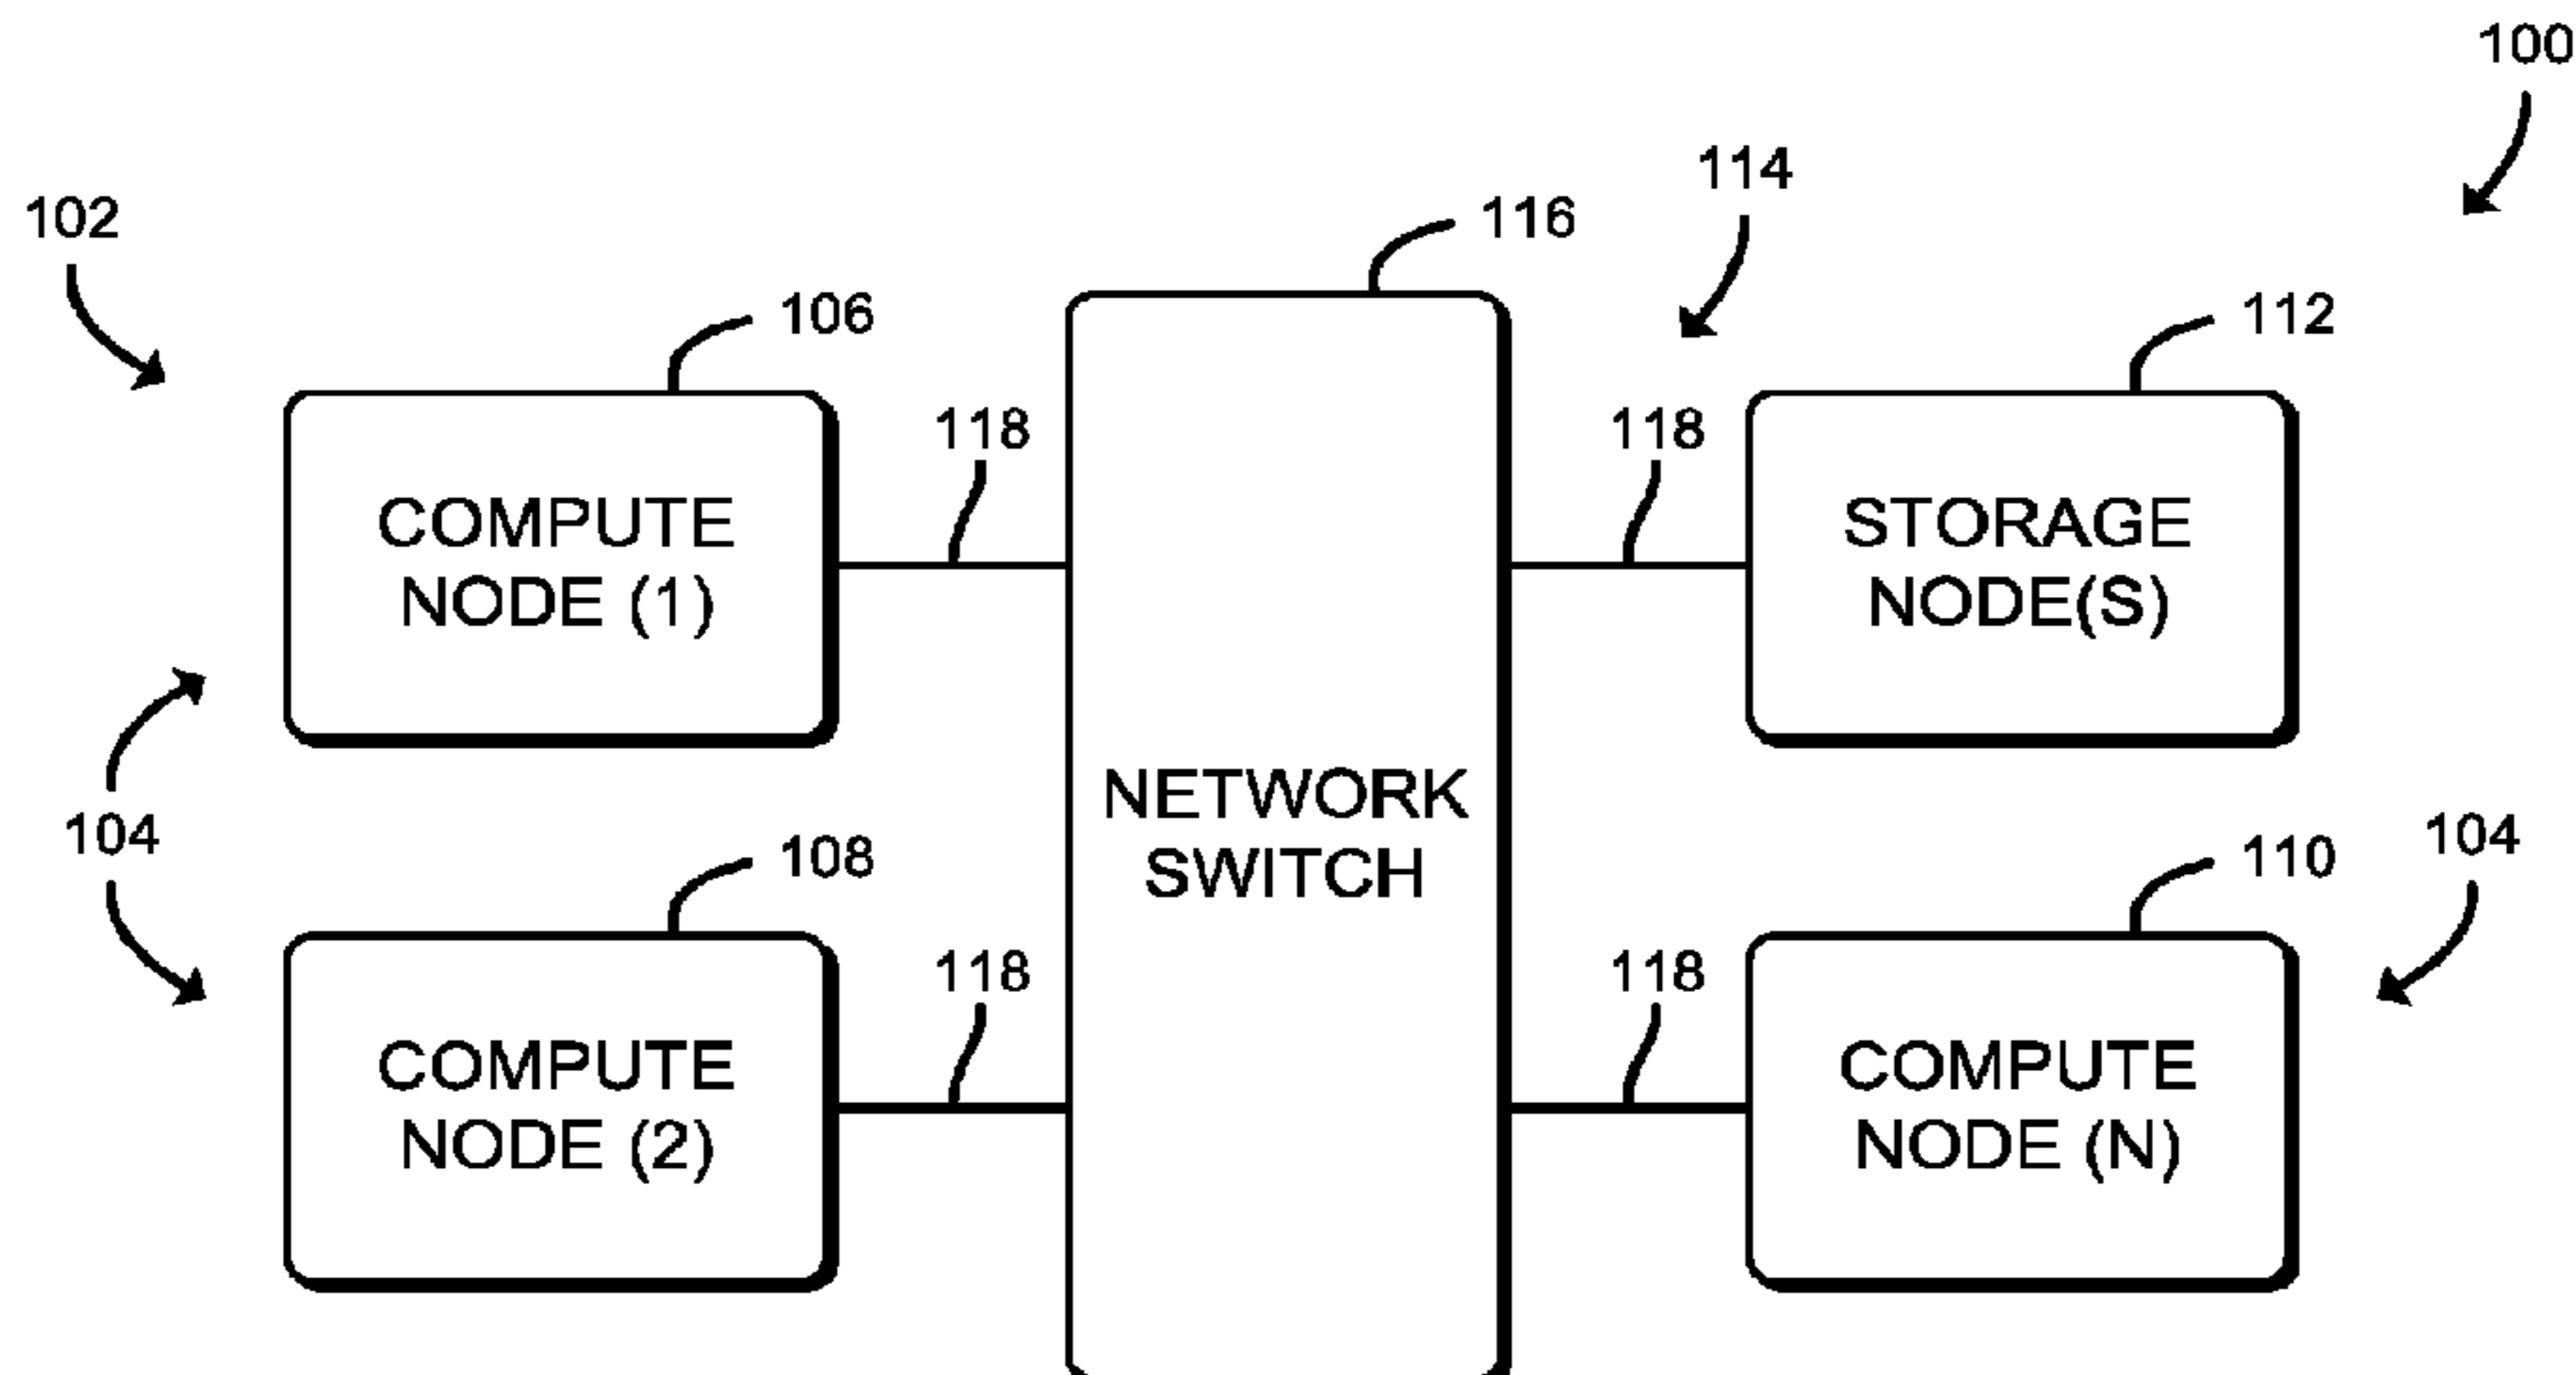 100
114
102
116
106
112
118
118
COMPUTE
NODE (1)
STORAGE
NODE(S)
NETWORK
SWITCH
104
104
108
110
118
118
COMPUTE
NODE (2)
COMPUTE
NODE (N)